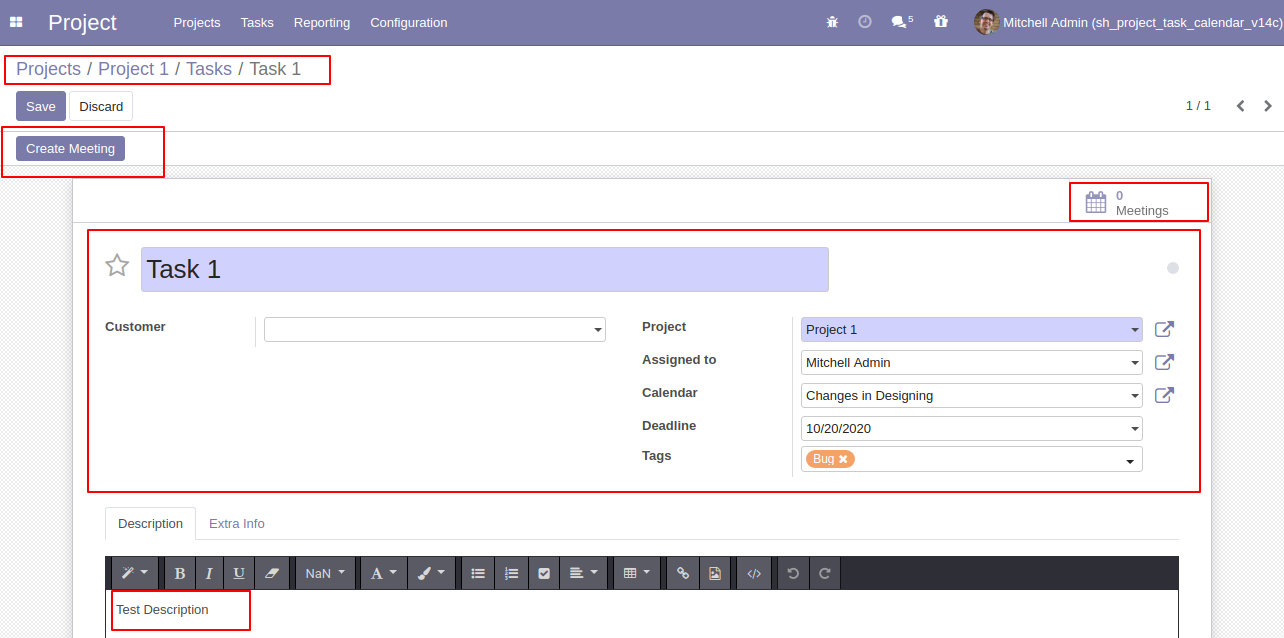 Project Projects Tasks Reporting Configuration 5 Mitchell Admin (sh_project_task_calendar_v14c)
Projects / Project 1 / Tasks / Task 1
Save Discard 1 / 1
Create Meeting
0
Meetings
Task 1
Customer
Project Project 1
Assigned to Mitchell Admin
Calendar Changes in Designing
Deadline 10/20/2020
Tags Bug
Description Extra Info
B I U NaN A
Test Description